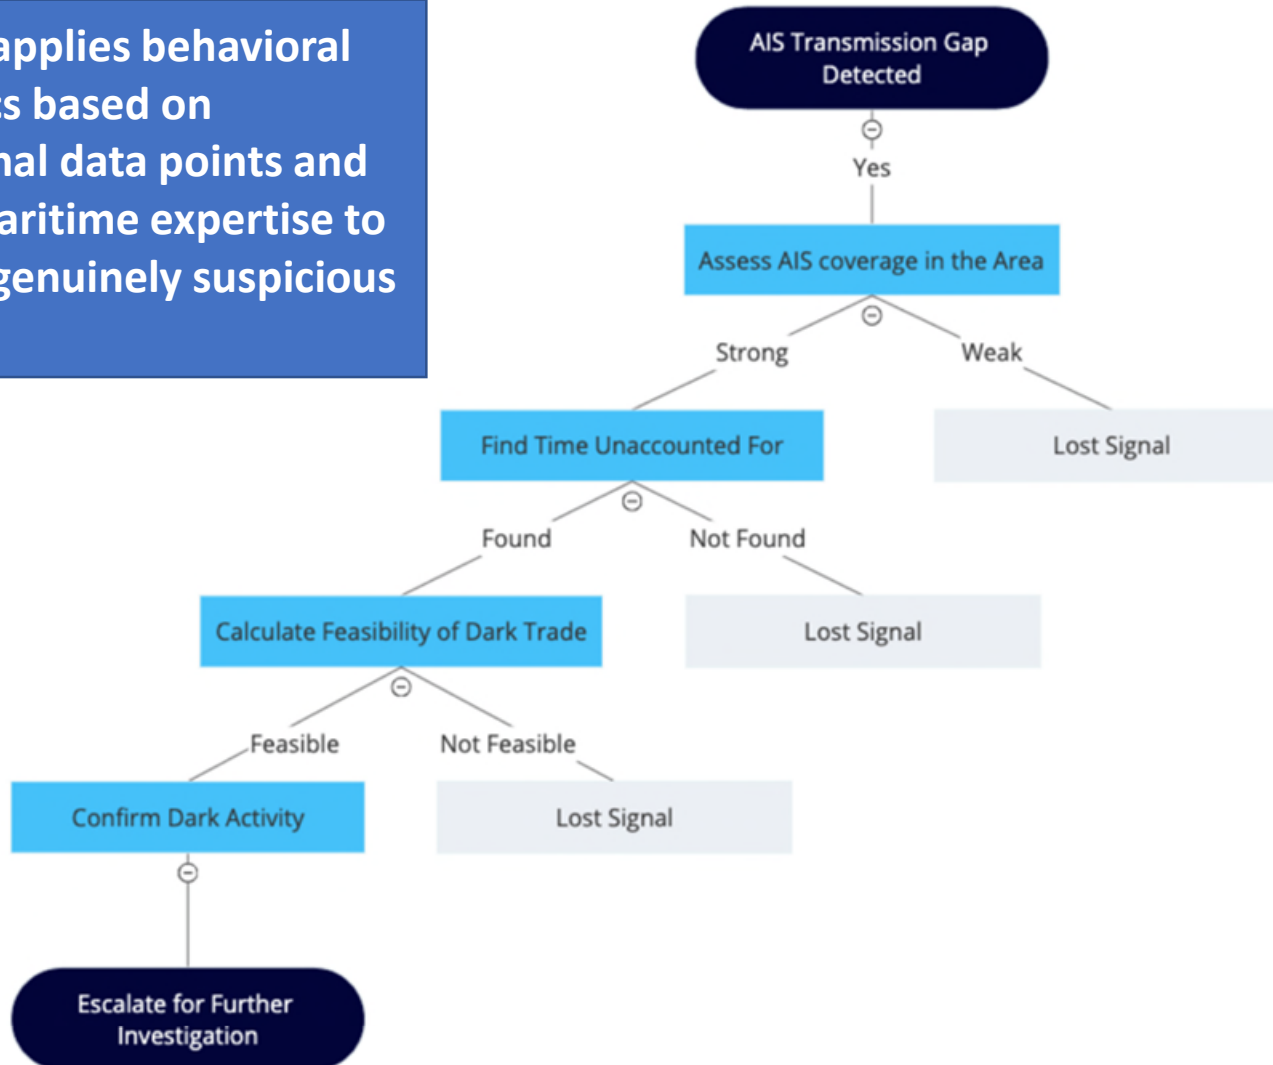 applies behavioral
based on
data points and
expertise to
genuinely suspicious
AIS Transmission Gap
Detected
Yes
Assess AIS coverage in the Area
Strong
Weak
Find Time Unaccounted For
Lost Signal
Found
Not Found
Calculate Feasibility of Dark Trade
Lost Signal
Feasible
Not Feasible
Confirm Dark Activity
Lost Signal
Escalate for Further
Investigation